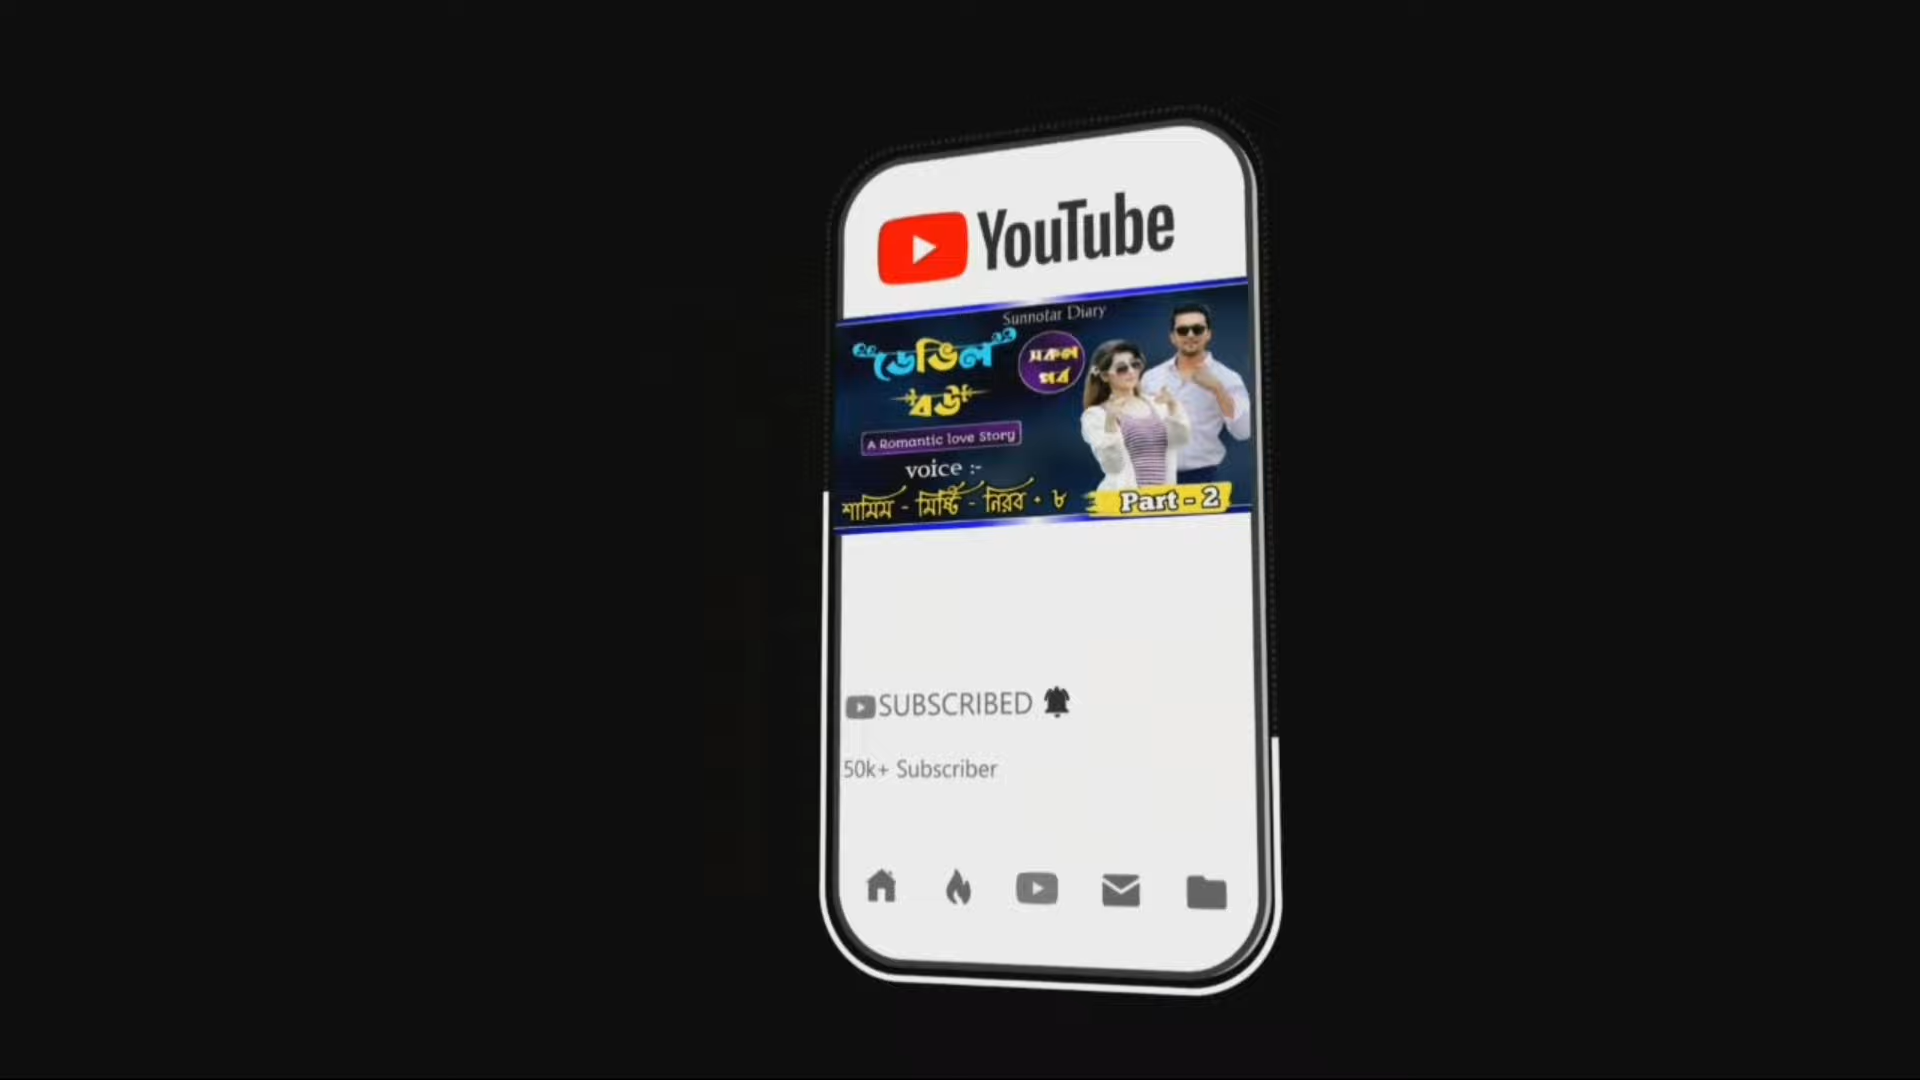 YouTube
Sunnotar Diary
ডেভিল
বউ
সকল
পর্ব
A Romantic love Story
voice :-
শামিম - মিষ্টি - নিরব + ৮
Part - 2
SUBSCRIBED
50k+ Subscriber